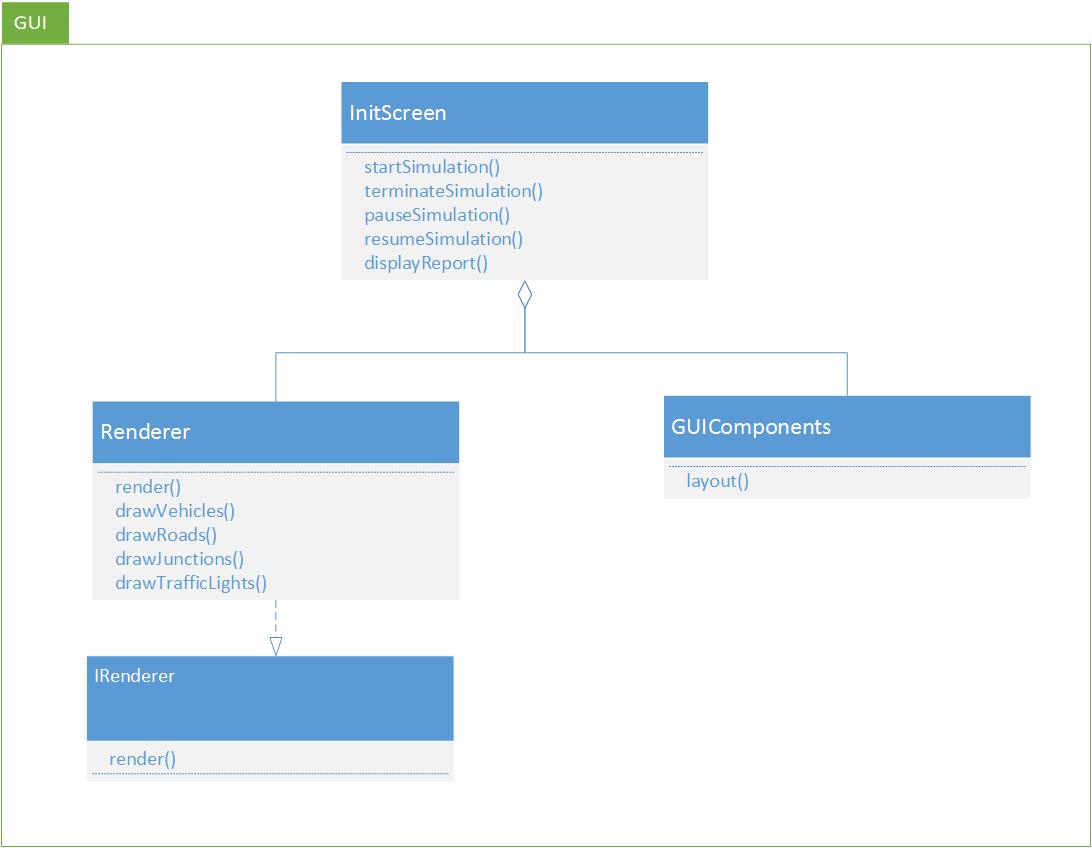 GUI
InitScreen
startSimulation()
terminateSimulation()
pauseSimulation()
resumeSimulation()
displayReport()
Renderer
render()
drawVehicles()
drawRoads()
drawJunctions()
drawTrafficLights()
GUIComponents
layout()
IRenderer
render()